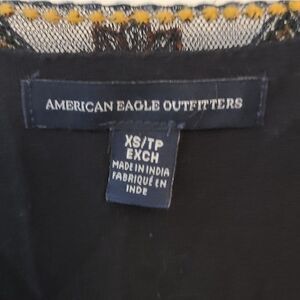 AMERICAN EAGLE OUTFITTERS
XS/TP
EXCH
MADE IN INDIA
FABRIQUÉ EN
INDE